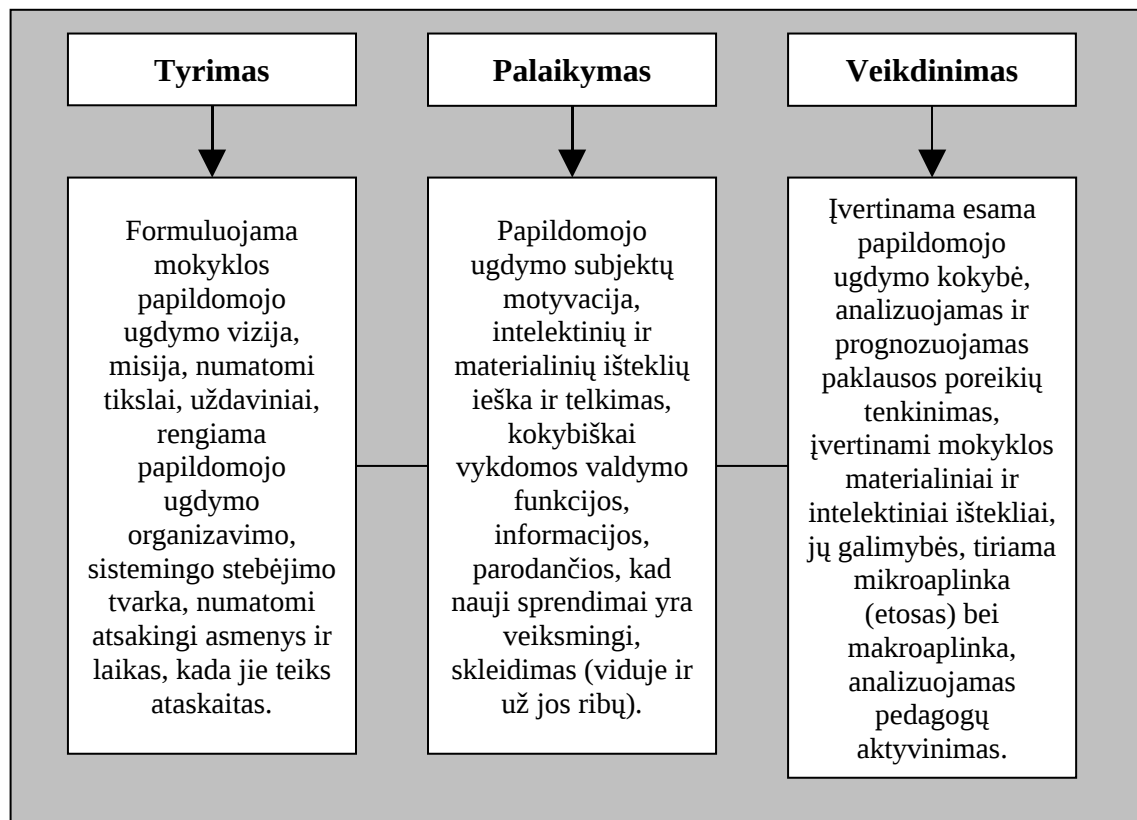 Tyrimas
Formuluojama
mokyklos
papildomojo
ugdymo vizija,
misija, numatomi
tikslai, uždaviniai,
rengiama
papildomojo
ugdymo
organizavimo,
sistemingo stebėjimo
tvarka, numatomi
atsakingi asmenys ir
laikas, kada jie teiks
ataskaitas.
Palaikymas
Papildomojo
ugdymo subjektų
motyvacija,
intelektinių ir
materialinių išteklių
ieška ir telkimas,
kokybiškai
vykdomos valdymo
funkcijos,
informacijos,
parodančios, kad
nauji sprendimai yra
veiksmingi,
skleidimas (viduje ir
už jos ribų).
Veikdinimas
Įvertinama esama
papildomojo
ugdymo kokybė,
analizuojamas ir
prognozuojamas
paklausos poreikių
tenkinimas,
įvertinami mokyklos
materialiniai ir
intelektiniai ištekliai,
jų galimybės, tiriama
mikroaplinka
(etosas) bei
makroaplinka,
analizuojamas
pedagogų
aktyvinimas.